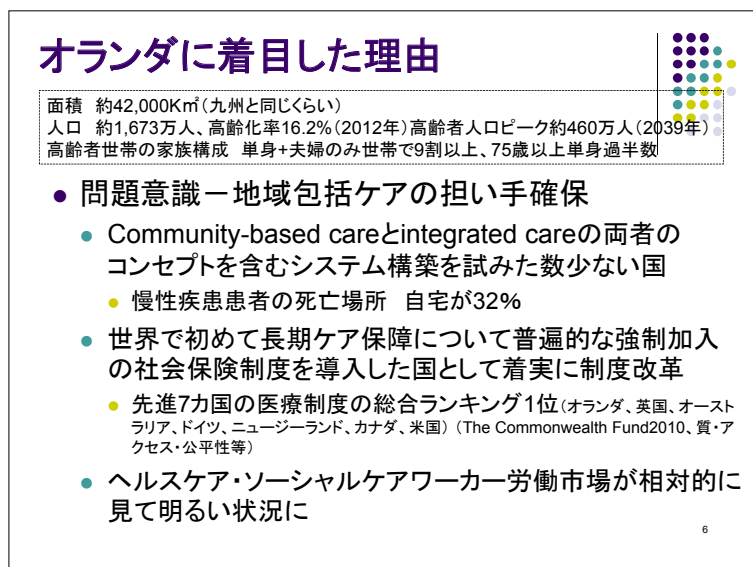 オランダに着目した理由
面積　約42,000K㎡（九州と同じくらい）
人口　約1,673万人、高齢化率16.2%（2012年）高齢者人口ピーク約460万人（2039年）
高齢者世帯の家族構成　単身+夫婦のみ世帯で9割以上、75歳以上単身過半数
● 問題意識－地域包括ケアの担い手確保
● Community-based careとintegrated careの両者の
コンセプトを含むシステム構築を試みた数少ない国
● 慢性疾患患者の死亡場所　自宅が32%
● 世界で初めて長期ケア保障について普遍的な強制加入
の社会保険制度を導入した国として着実に制度改革
● 先進7カ国の医療制度の総合ランキング1位（オランダ、英国、オースト
ラリア、ドイツ、ニュージーランド、カナダ、米国）（The Commonwealth Fund2010、質・ア
クセス・公平性等）
● ヘルスケア・ソーシャルケアワーカー労働市場が相対的に
見て明るい状況に
6